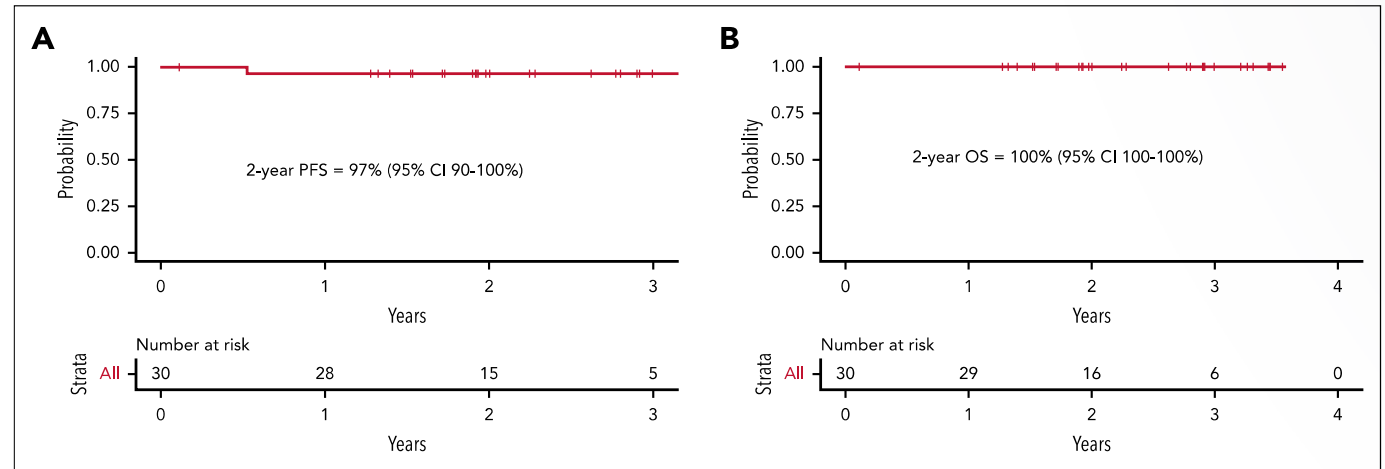 A
1.00
0.75
0.50
0.25
0.00
Probability
2-year PFS = 97% (95% CI 90-100%)
0 1 2 3
Years
Number at risk
Strata
All 30 28 15 5
0 1 2 3
Years
B
1.00
0.75
0.50
0.25
0.00
Probability
2-year OS = 100% (95% CI 100-100%)
0 1 2 3 4
Years
Number at risk
Strata
All 30 29 16 6 0
0 1 2 3 4
Years